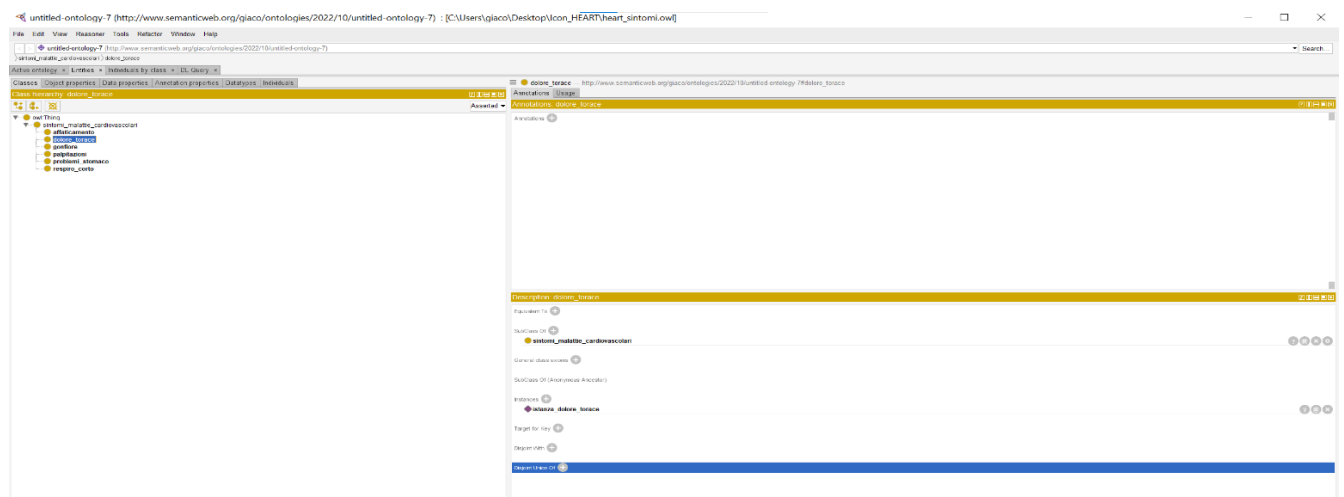 untitled-ontology-7 (http://www.semanticweb.org/giaco/ontologies/2022/10/untitled-ontology-7) : [C:\Users\giaco\Desktop\Icon_HEART\heart_sintomi.owl]
File Edit View Reasoner Tools Refactor Window Help
untitled-ontology-7 (http://www.semanticweb.org/giaco/ontologies/2022/10/untitled-ontology-7)
Search...
sintomi_malattie_cardiovascolari dolore_torace
Active ontology × Entities × Individuals by class × DL Query ×
Classes Object properties Data properties Annotation properties Datatypes Individuals
Class hierarchy: dolore_torace
Asserted
owl:Thing
sintomi_malattie_cardiovascolari
affaticamento
dolore_torace
gonfiore
palpitazioni
problemi_stomaco
respiro_corto
dolore_torace — http://www.semanticweb.org/giaco/ontologies/2022/10/untitled-ontology-7#dolore_torace
Annotations Usage
Annotations: dolore_torace
Annotations
Description: dolore_torace
Equivalent To
SubClass Of
sintomi_malattie_cardiovascolari
General class axioms
SubClass Of (Anonymous Ancestor)
Instances
istanza_dolore_torace
Target for Key
Disjoint With
Disjoint Union Of